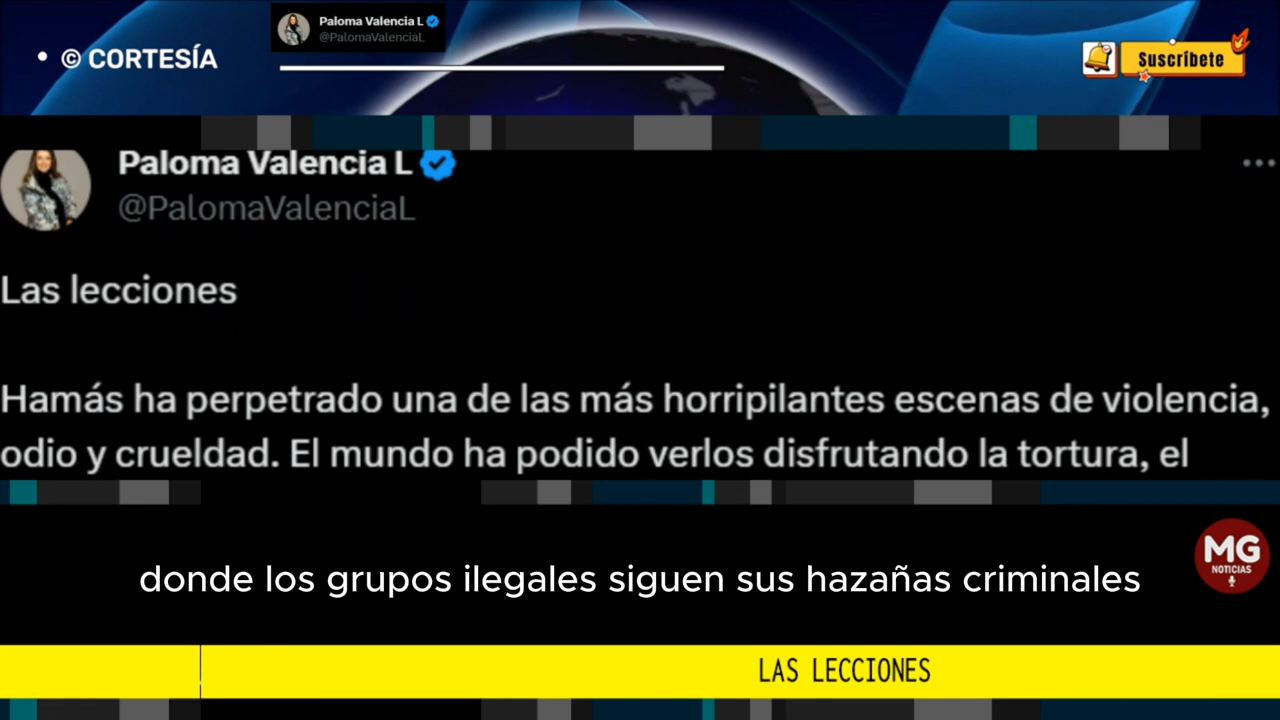 Paloma Valencia L
@PalomaValenciaL
• © CORTESÍA
Suscríbete
Paloma Valencia L
@PalomaValenciaL
Las lecciones
Hamás ha perpetrado una de las más horripilantes escenas de violencia,
odio y crueldad. El mundo ha podido verlos disfrutando la tortura, el
MG
NOTICIAS
donde los grupos ilegales siguen sus hazañas criminales
LAS LECCIONES